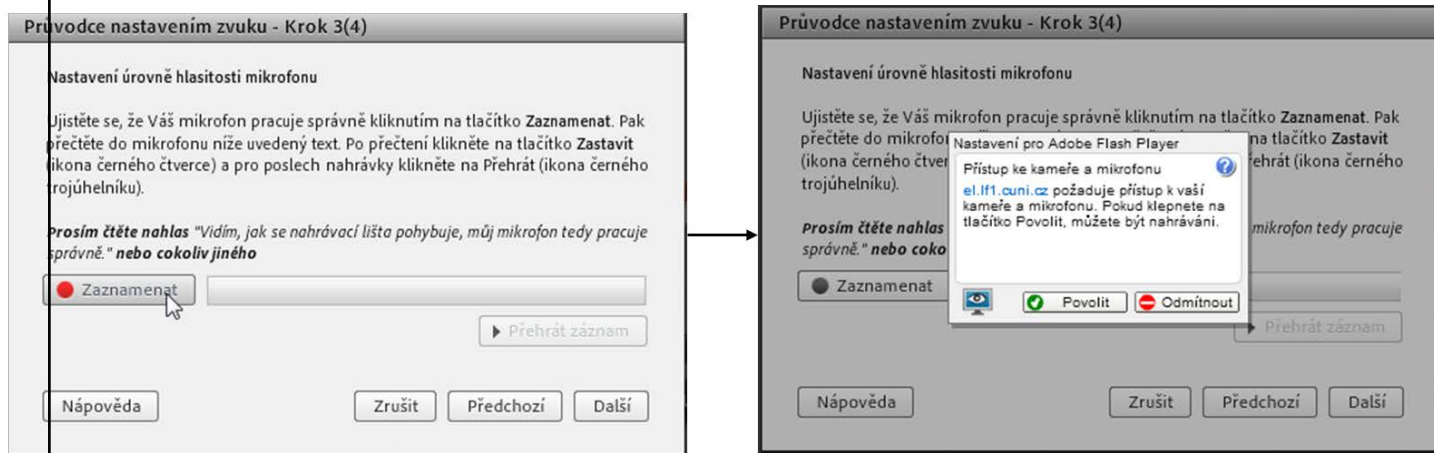 Průvodce nastavením zvuku - Krok 3(4)
Nastavení úrovně hlasitosti mikrofonu
Ujistěte se, že Váš mikrofon pracuje správně kliknutím na tlačítko Zaznamenat. Pak
přečtěte do mikrofonu níže uvedený text. Po přečtení klikněte na tlačítko Zastavit
(ikona černého čtverce) a pro poslech nahrávky klikněte na Přehrát (ikona černého
trojúhelníku).
Prosím čtěte nahlas "Vidím, jak se nahrávací lišta pohybuje, můj mikrofon tedy pracuje
správně." nebo cokoliv jiného
Zaznamenat
Přehrát záznam
Nápověda
Zrušit
Předchozí
Další
Průvodce nastavením zvuku - Krok 3(4)
Nastavení úrovně hlasitosti mikrofonu
Ujistěte se, že Váš mikrofon pracuje správně kliknutím na tlačítko Zaznamenat. Pak
přečtěte do mikrofon na tlačítko Zastavit
(ikona černého čtver řehrát (ikona černého
trojúhelníku).
Prosím čtěte nahlas mikrofon tedy pracuje
správně." nebo coko
Zaznamenat
Přehrát záznam
Nápověda
Zrušit
Předchozí
Další
Nastavení pro Adobe Flash Player
Přístup ke kameře a mikrofonu
el.lf1.cuni.cz požaduje přístup k vaší
kameře a mikrofonu. Pokud klepnete na
tlačítko Povolit, můžete být nahráváni.
Povolit
Odmítnout